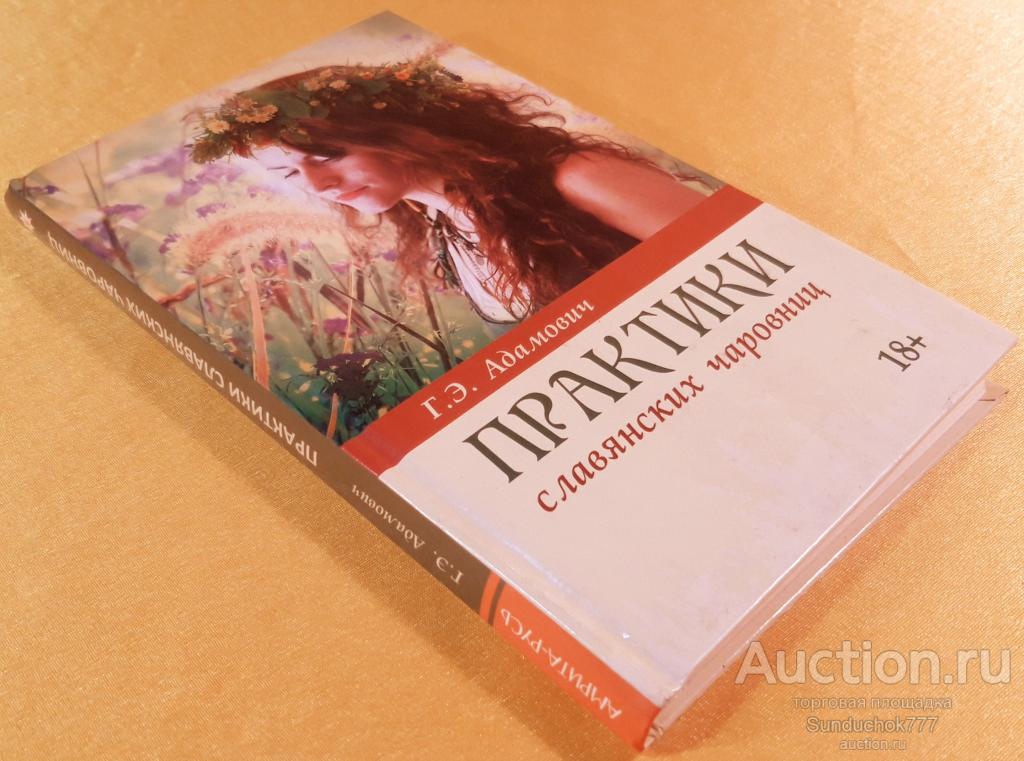 Г.Э. Адамович
ПРАКТИКИ
славянских чаровниц
18+
ПРАКТИКИ СЛАВЯНСКИХ ЧАРОВНИЦ
Г.Э. Адамович
АМРИТА-РУСЬ
Auction.ru
торговая площадка
Sunduchok777
auction.ru